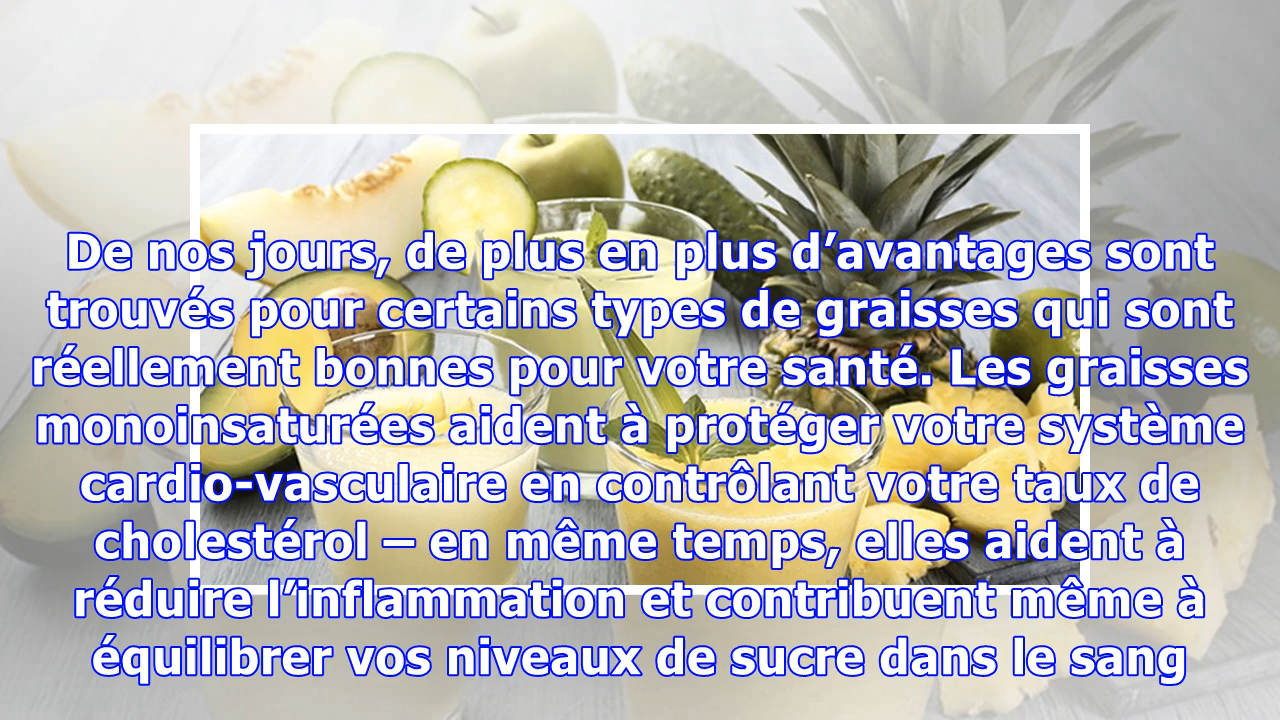 De nos jours, de plus en plus d’avantages sont
trouvés pour certains types de graisses qui sont
réellement bonnes pour votre santé. Les graisses
monoinsaturées aident à protéger votre système
cardio-vasculaire en contrôlant votre taux de
cholestérol – en même temps, elles aident à
réduire l’inflammation et contribuent même à
équilibrer vos niveaux de sucre dans le sang